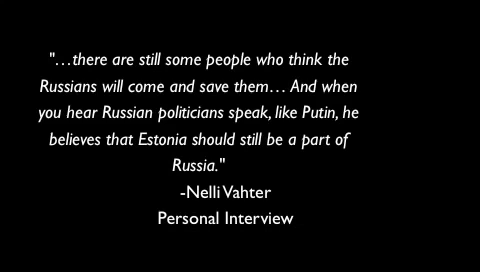 "...there are still some people who think the
Russians will come and save them... And when
you hear Russian politicians speak, like Putin, he
believes that Estonia should still be a part of
Russia."
-Nelli Vahter
Personal Interview